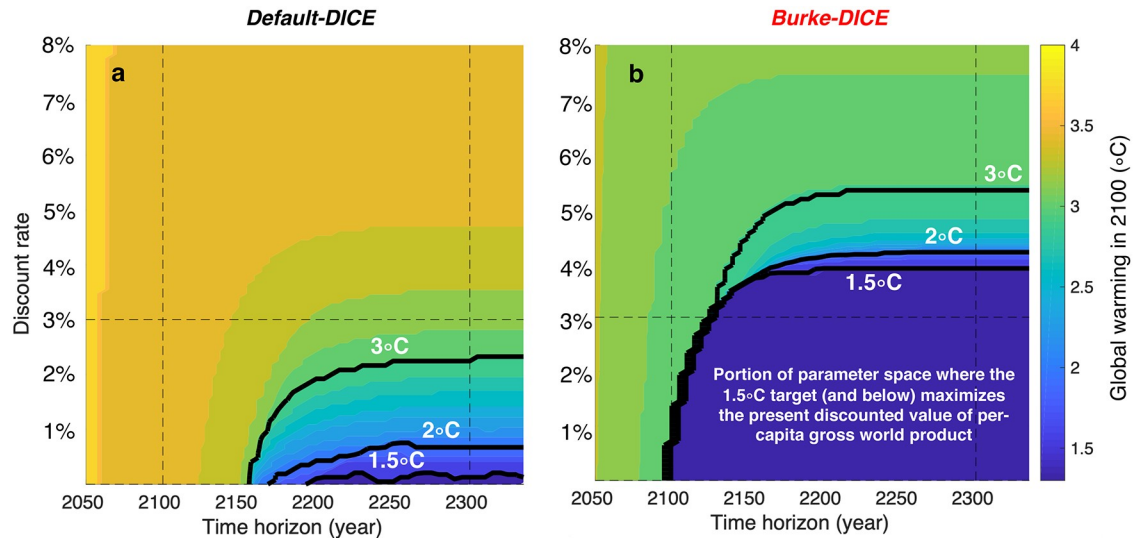 Default-DICE
Burke-DICE
a
b
8%
7%
6%
5%
4%
3%
2%
1%
Discount rate
3∘C
2∘C
1.5∘C
2050
2100
2150
2200
2250
2300
Time horizon (year)
8%
7%
6%
5%
4%
3%
2%
1%
3∘C
2∘C
1.5∘C
Portion of parameter space where the
1.5∘C target (and below) maximizes
the present discounted value of per-
capita gross world product
2050
2100
2150
2200
2250
2300
Time horizon (year)
4
3.5
3
2.5
2
1.5
Global warming in 2100 (∘C)